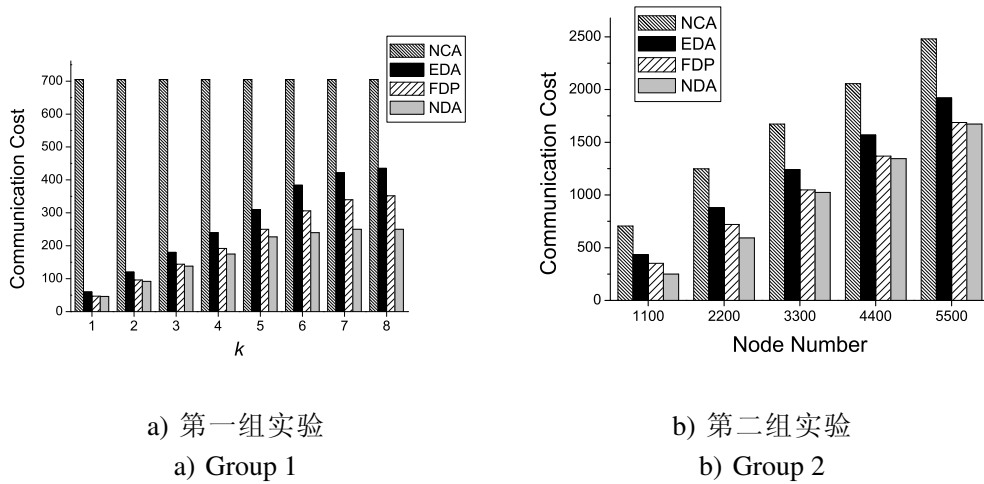 NCA
EDA
FDP
NDA
Communication Cost
700
600
500
400
300
200
100
0
1 2 3 4 5 6 7 8
k
NCA
EDA
FDP
NDA
Communication Cost
2500
2000
1500
1000
500
0
1100 2200 3300 4400 5500
Node Number
a) 第一组实验
a) Group 1
b) 第二组实验
b) Group 2